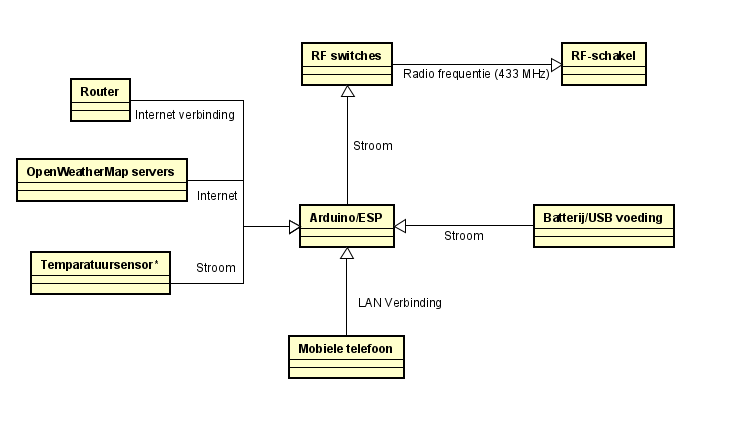 RF switches
RF-schakel
Radio frequentie (433 MHz)
Router
Internet verbinding
Stroom
OpenWeatherMap servers
Internet
Arduino/ESP
Batterij/USB voeding
Stroom
Temparatuursensor*
Stroom
LAN Verbinding
Mobiele telefoon